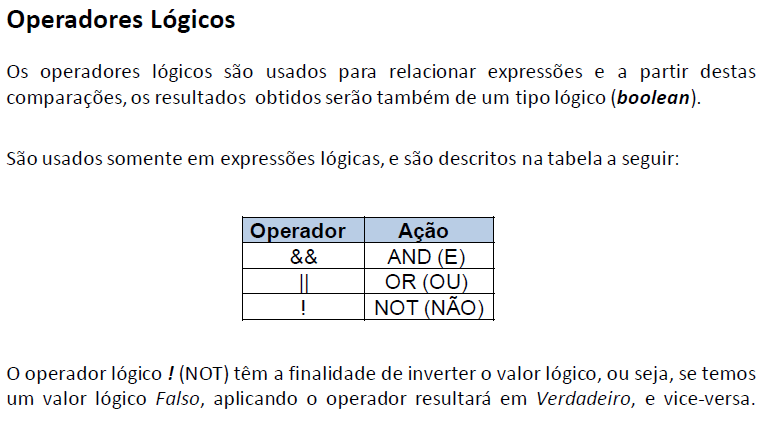 Operadores Lógicos
Os operadores lógicos são usados para relacionar expressões e a partir destas
comparações, os resultados obtidos serão também de um tipo lógico (boolean).
São usados somente em expressões lógicas, e são descritos na tabela a seguir:
Operador Ação
&& AND (E)
|| OR (OU)
! NOT (NÃO)
O operador lógico ! (NOT) têm a finalidade de inverter o valor lógico, ou seja, se temos
um valor lógico Falso, aplicando o operador resultará em Verdadeiro, e vice-versa.